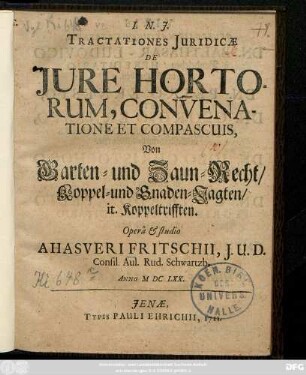 I. N. J.
TRACTATIONES JURIDICÆ
DE
JURE HORTO-
RUM, CONVENA-
TIONE ET COMPASCUIS,
Von
Garten- und Zaun-Recht/
Koppel- und Gnaden-Jagten/
it. Koppeltrifften.
Operâ & studio
AHASVERI FRITSCHII, J.U.D.
Consil. Aul. Rud. Schwartzb.
ANNO M DC LXX.
JENÆ,
TYPIS PAULI EHRICHII,